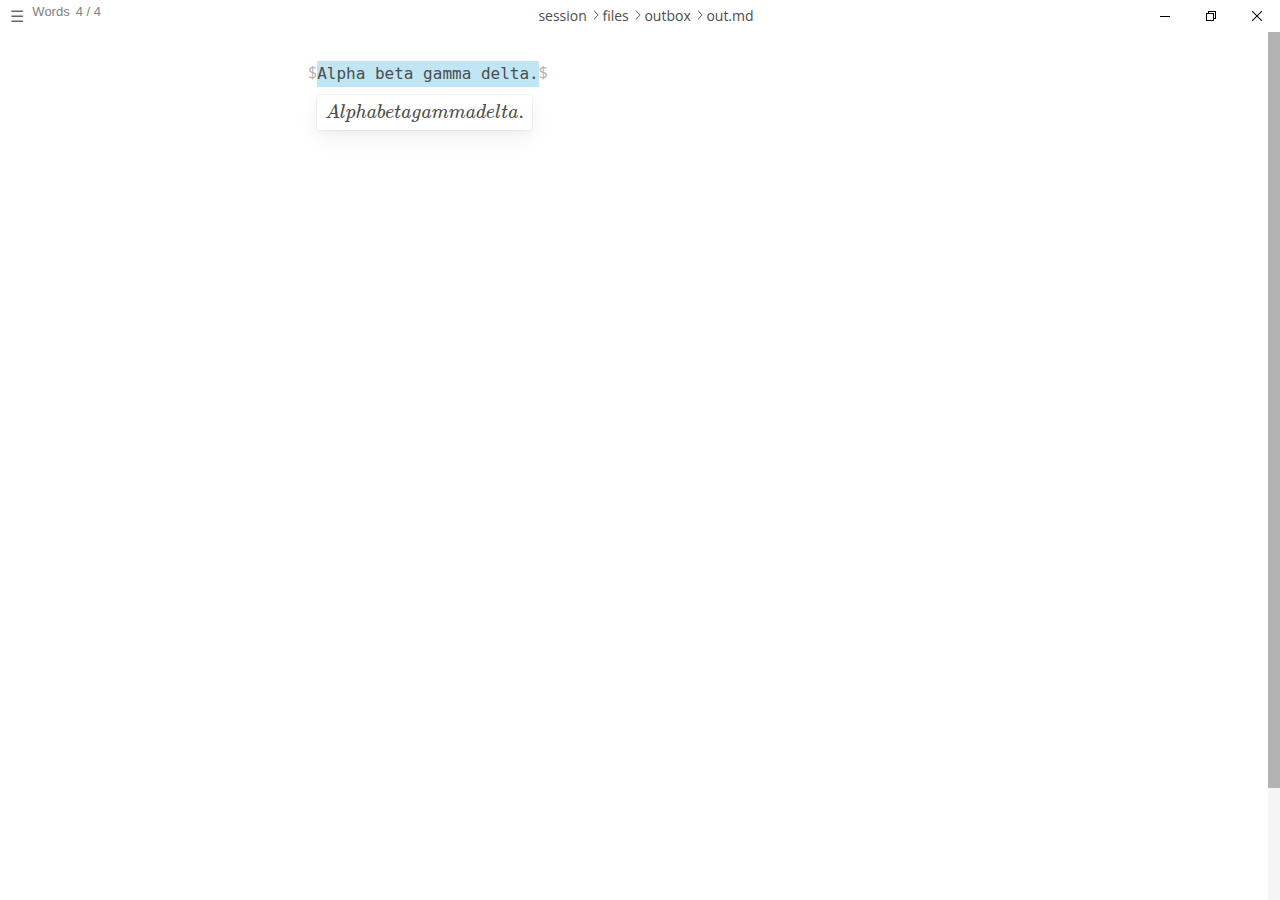 ☰ Words 4 / 4 session > files > outbox > out.md
$Alpha beta gamma delta.$
Alphabetagammadelta.